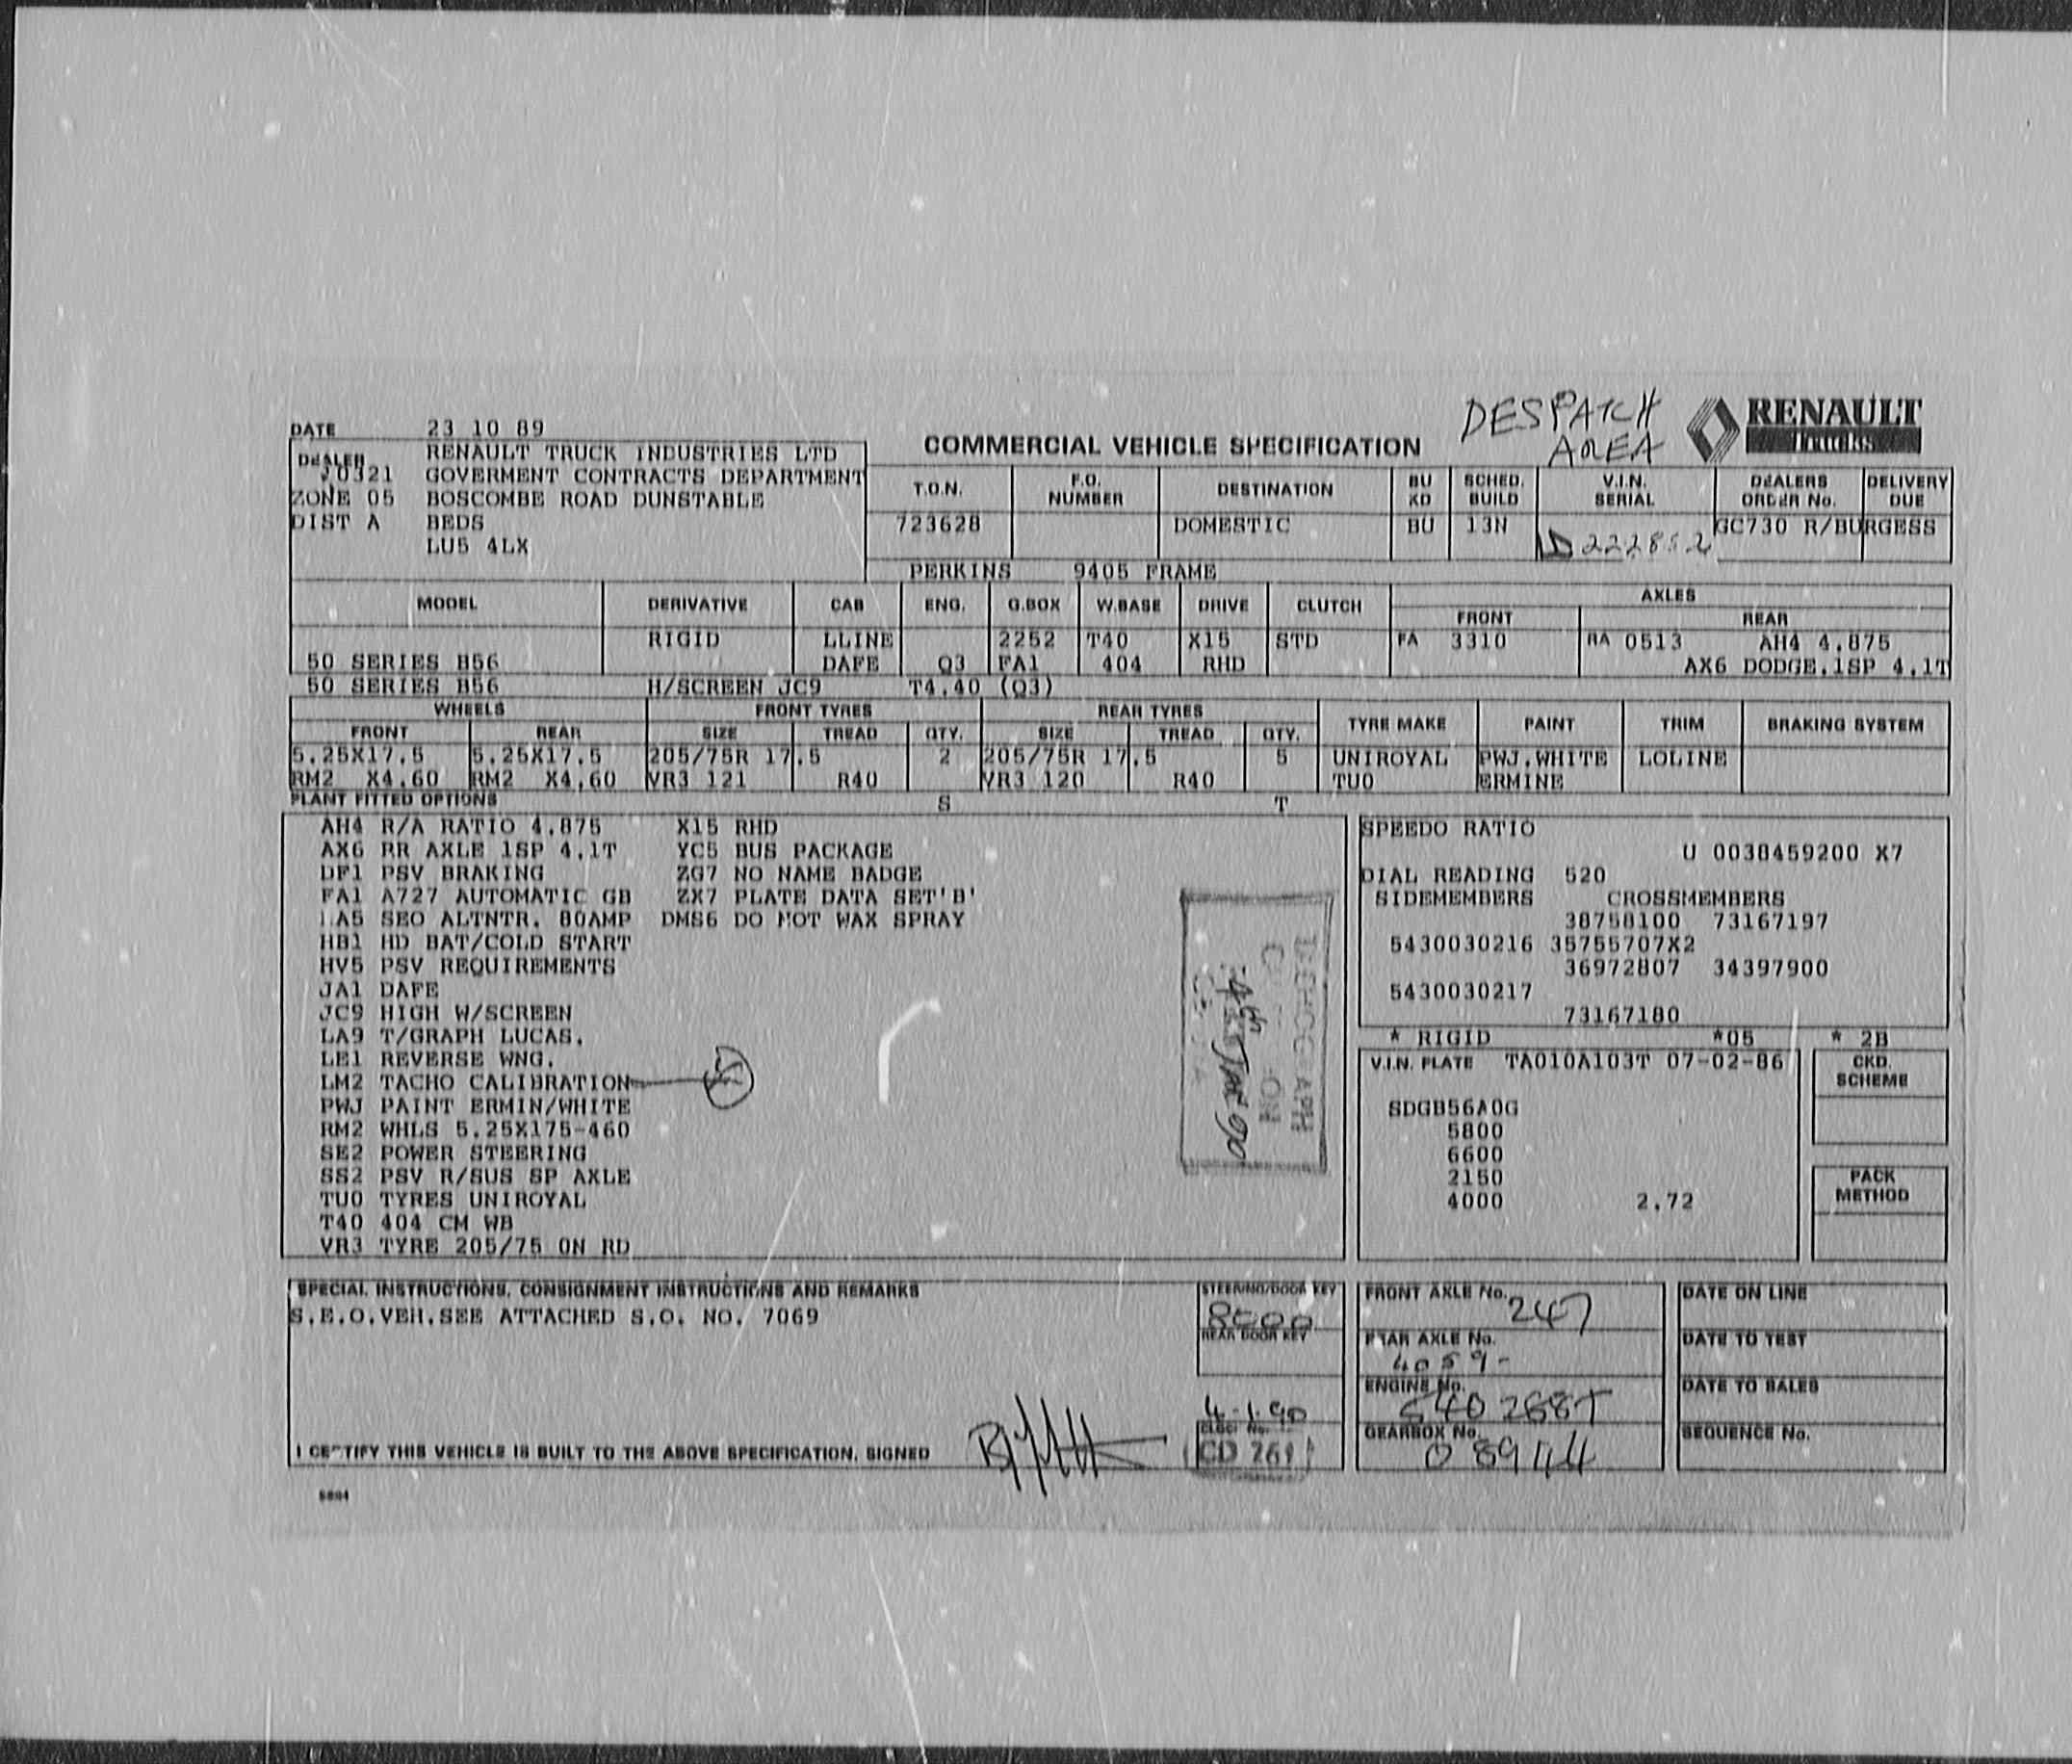 DESPATCH
AREA
RENAULT
Trucks
DATE 23 10 89
COMMERCIAL VEHICLE SPECIFICATION
DEALER RENAULT TRUCK INDUSTRIES LTD
J0321 GOVERMENT CONTRACTS DEPARTMENT
ZONE 05 BOSCOMBE ROAD DUNSTABLE
DIST A BEDS
LU5 4LX
T.O.N. F.O. NUMBER DESTINATION BU KD SCHED. BUILD V.I.N. SERIAL DEALERS ORDER No. DELIVERY DUE
723628 DOMESTIC BU 13N GC730 R/BURGESS
PERKINS 9405 FRAME
MODEL DERIVATIVE CAB ENG. G.BOX W.BASE DRIVE CLUTCH AXLES
FRONT REAR
RIGID LLINE 2252 T40 X15 STD FA 3310 RA 0513 AH4 4.875
50 SERIES B56 DAFE Q3 FA1 404 RHD AX6 DODGE.1SP 4.1T
50 SERIES B56 H/SCREEN JC9 T4.40 (Q3)
WHEELS FRONT TYRES REAR TYRES TYRE MAKE PAINT TRIM BRAKING SYSTEM
FRONT REAR SIZE TREAD QTY. SIZE TREAD QTY.
5.25X17.5 5.25X17.5 205/75R 17.5 2 205/75R 17.5 5 UNIROYAL PWJ.WHITE LOLINE
RM2 X4.60 RM2 X4.60 VR3 121 R40 VR3 120 R40 TU0 ERMINE
PLANT FITTED OPTIONS S T
AH4 R/A RATIO 4.875 X15 RHD
AX6 RR AXLE 1SP 4.1T YC5 BUS PACKAGE
DF1 PSV BRAKING ZG7 NO NAME BADGE
FA1 A727 AUTOMATIC GB ZX7 PLATE DATA SET'B'
SEO ALTNTR. 80AMP DMS6 DO NOT WAX SPRAY
HB1 HD BAT/COLD START
HV5 PSV REQUIREMENTS
JA1 DAFE
JC9 HIGH W/SCREEN
LA9 T/GRAPH LUCAS.
LE1 REVERSE WNG.
LM2 TACHO CALIBRATION
PWJ PAINT ERMIN/WHITE
RM2 WHLS 5.25X175-460
SE2 POWER STEERING
SS2 PSV R/SUS SP AXLE
TU0 TYRES UNIROYAL
T40 404 CM WB
VR3 TYRE 205/75 ON RD
JAN 90
SPEEDO RATIO
U 0038459200 X7
DIAL READING 520
SIDEMEMBERS CROSSMEMBERS
38758100 73167197
5430030216 35755707X2
36972807 34397900
5430030217
73167180
* RIGID *05 * 2B
V.I.N. PLATE TA010A103T 07-02-86
CKD. SCHEME
SDGB56A0G
5800
6600
2150
4000 2.72
PACK METHOD
SPECIAL INSTRUCTIONS, CONSIGNMENT INSTRUCTIONS AND REMARKS
S.E.O.VEH.SEE ATTACHED S.O. NO. 7069
I CERTIFY THIS VEHICLE IS BUILT TO THE ABOVE SPECIFICATION. SIGNED
STEERING/DOOR KEY
REAR DOOR KEY
4-1.90
FRONT AXLE No. 247
REAR AXLE No.
4059-
ENGINE No.
GEARBOX No.
DATE ON LINE
DATE TO TEST
DATE TO SALES
SEQUENCE No.